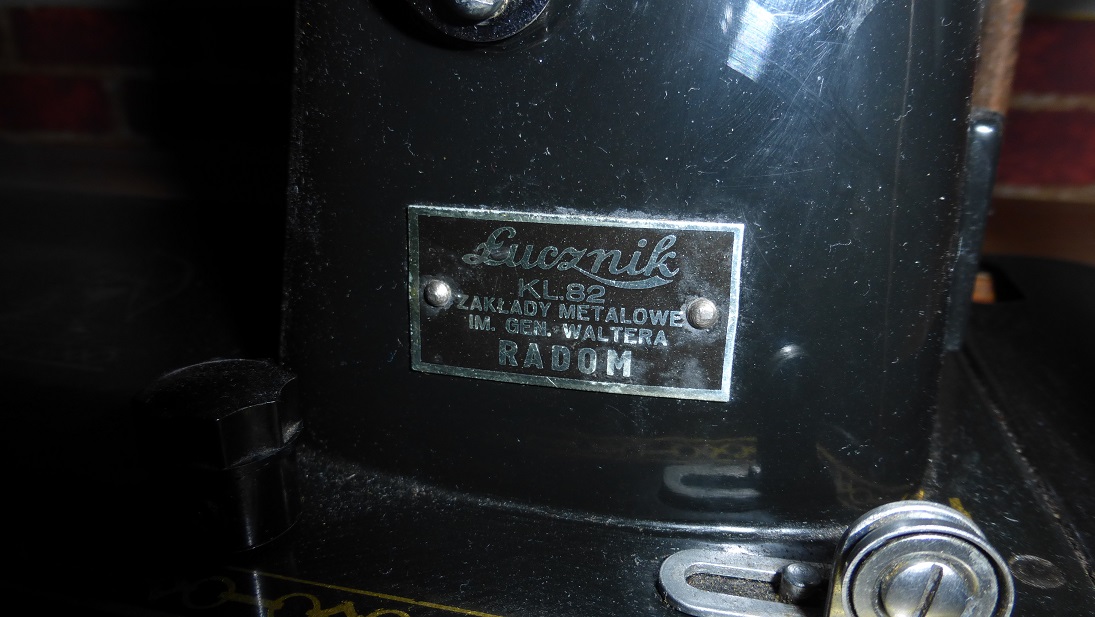 Łucznik
KL.82
ZAKŁADY METALOWE
IM. GEN. WALTERA
RADOM